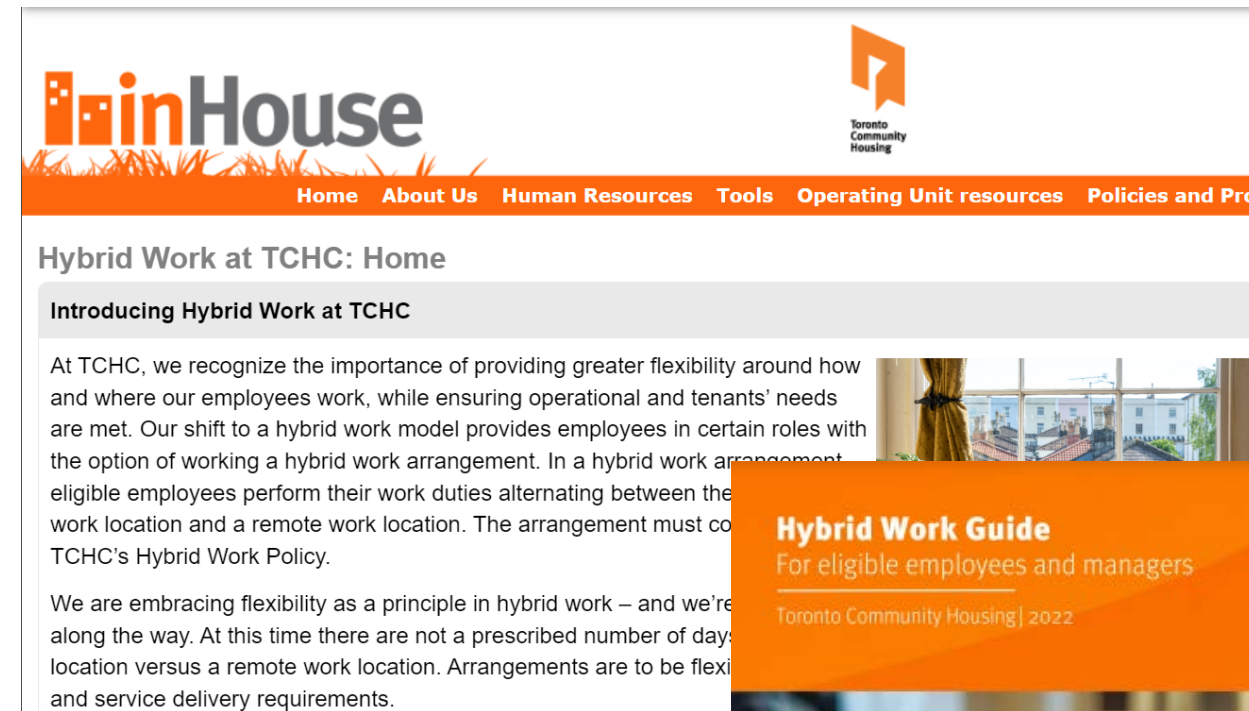 inHouse
Toronto
Community
Housing
Home About Us Human Resources Tools Operating Unit resources Policies and Pro
Hybrid Work at TCHC: Home
Introducing Hybrid Work at TCHC
At TCHC, we recognize the importance of providing greater flexibility around how
and where our employees work, while ensuring operational and tenants’ needs
are met. Our shift to a hybrid work model provides employees in certain roles with
the option of working a hybrid work arrangement. In a hybrid work arrangement
eligible employees perform their work duties alternating between the
work location and a remote work location. The arrangement must co
TCHC’s Hybrid Work Policy.
We are embracing flexibility as a principle in hybrid work – and we’re
along the way. At this time there are not a prescribed number of days
location versus a remote work location. Arrangements are to be flexi
and service delivery requirements.
Hybrid Work Guide
For eligible employees and managers
Toronto Community Housing| 2022